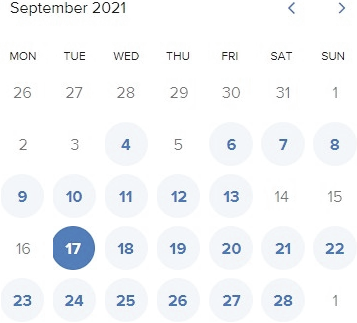 September 2021 < >
MON TUE WED THU FRI SAT SUN
26 27 28 29 30 31 1
2 3 4 5 6 7 8
9 10 11 12 13 14 15
16 17 18 19 20 21 22
23 24 25 26 27 28 1